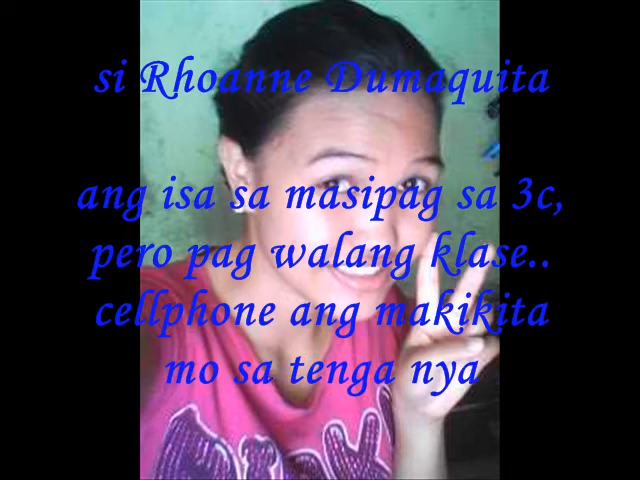 si Rhoanne Dumaquita
ang isa sa masipag sa 3c,
pero pag walang klase..
cellphone ang makikita
mo sa tenga nya